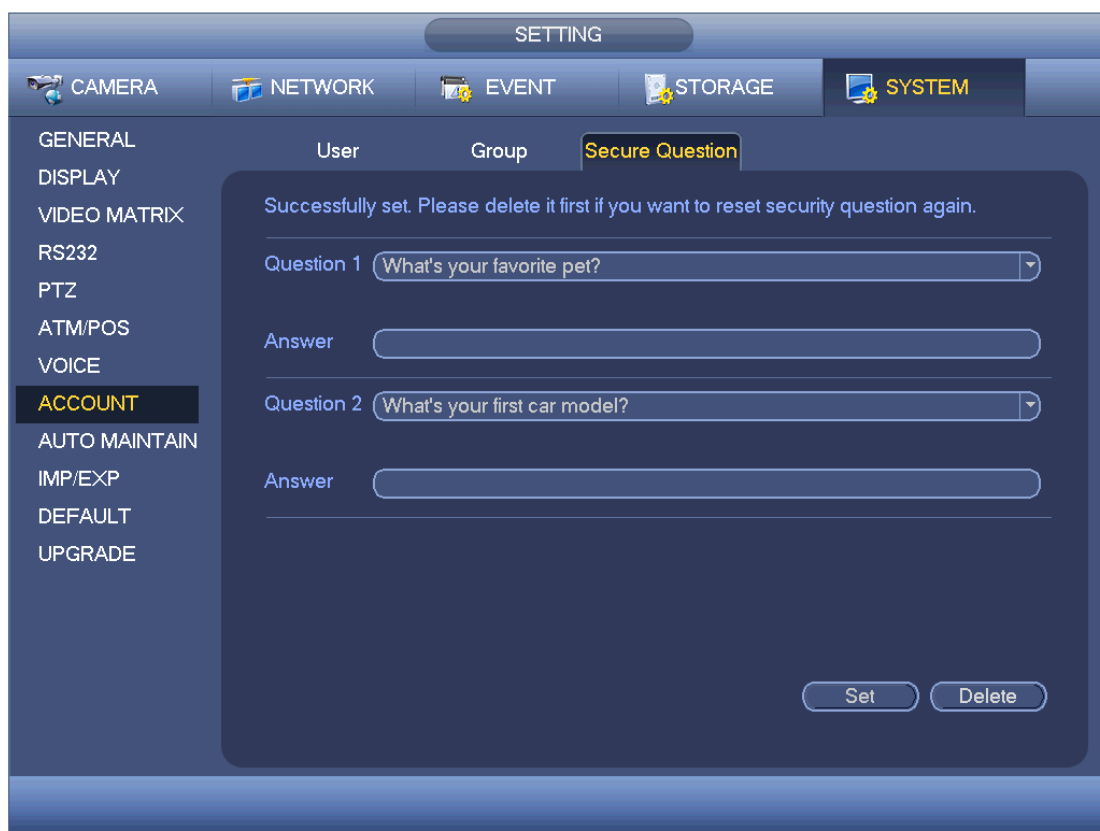 SETTING
CAMERA NETWORK EVENT STORAGE SYSTEM
GENERAL
DISPLAY
VIDEO MATRIX
RS232
PTZ
ATM/POS
VOICE
ACCOUNT
AUTO MAINTAIN
IMP/EXP
DEFAULT
UPGRADE
User Group Secure Question
Successfully set. Please delete it first if you want to reset security question again.
Question 1 What's your favorite pet?
Answer
Question 2 What's your first car model?
Answer
Set Delete